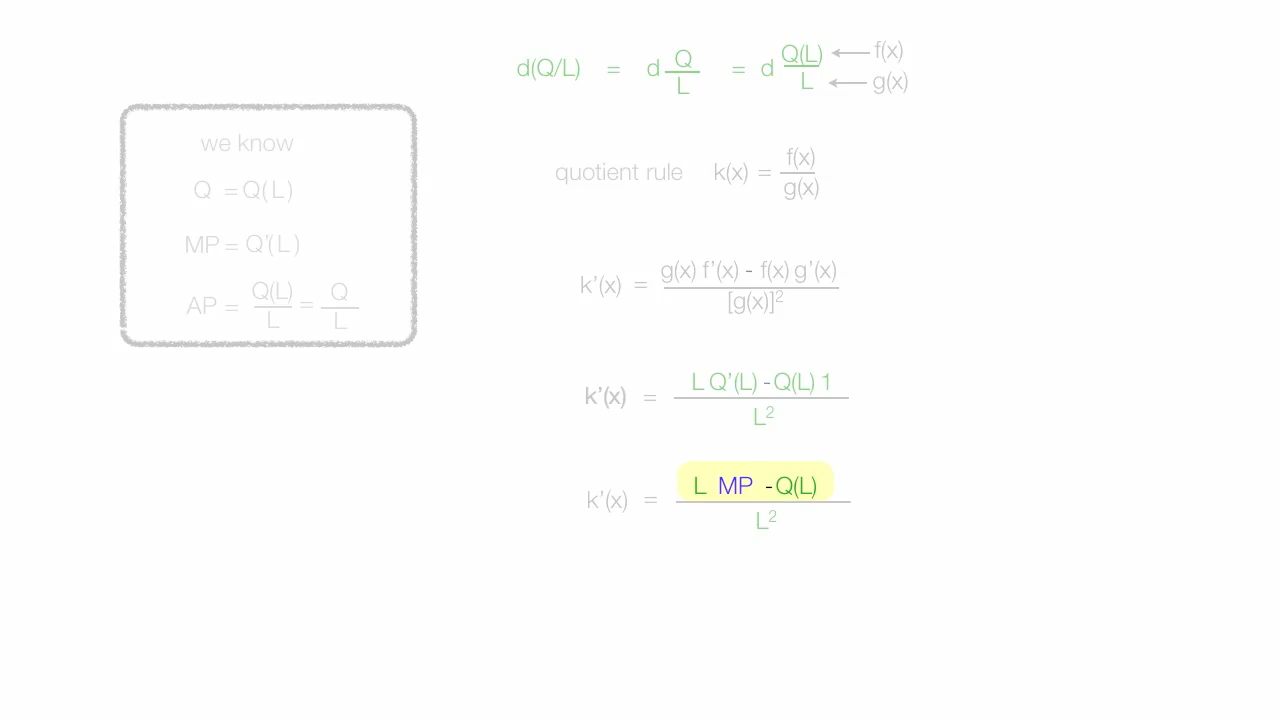 d(Q/L) = d Q/L = d Q(L)/L
f(x)
g(x)
we know
Q = Q(L)
MP = Q'(L)
AP = Q(L)/L = Q/L
quotient rule k(x) = f(x)/g(x)
k'(x) = g(x) f'(x) - f(x) g'(x) / [g(x)]²
k'(x) = L Q'(L) - Q(L) 1 / L²
k'(x) = L MP - Q(L) / L²